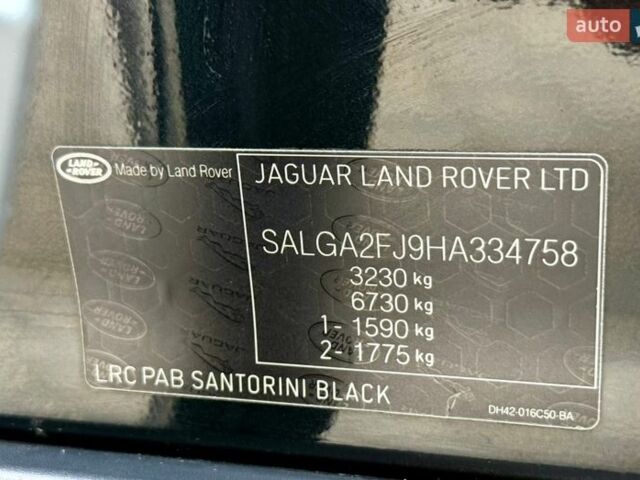 auto
LAND
ROVER
Made by Land Rover
JAGUAR LAND ROVER LTD
SALGA2FJ9HA334758
3230 kg
6730 kg
1- 1590 kg
2- 1775 kg
LRC PAB SANTORINI BLACK
DH42-016C50-BA